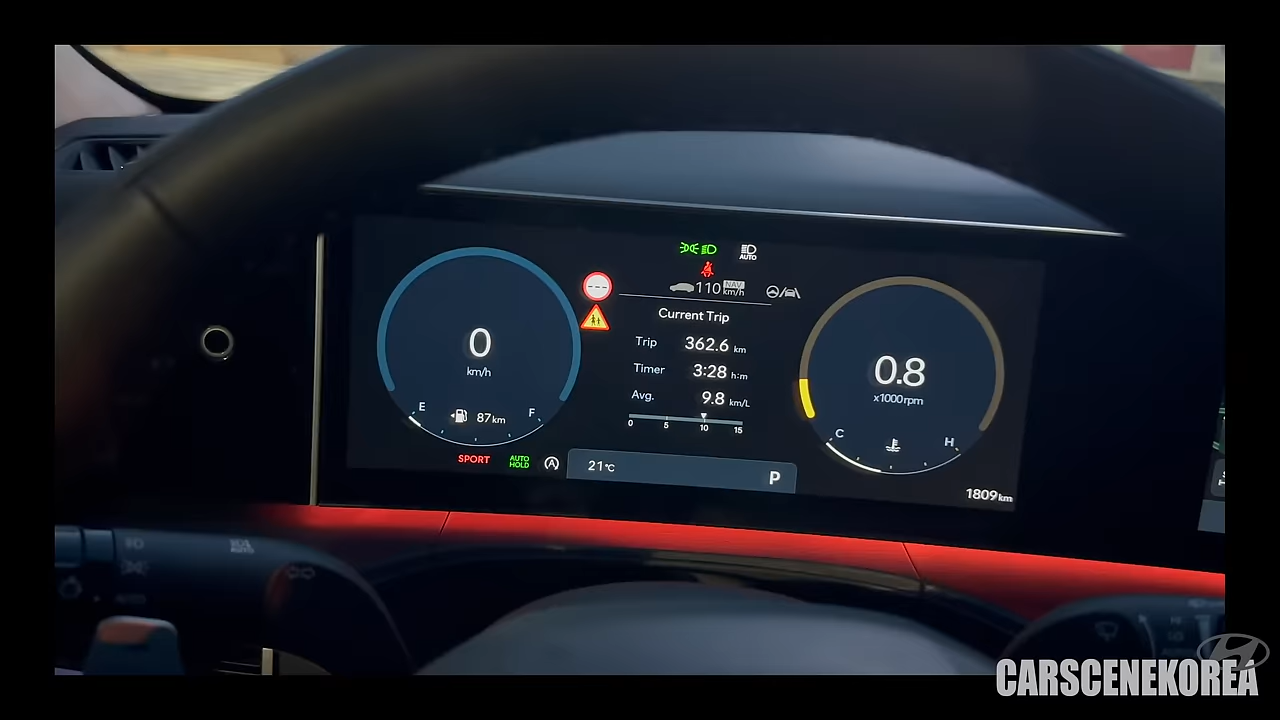 AUTO
110 NAV km/h
Current Trip
Trip 362.6 km
Timer 3:28 h:m
Avg. 9.8 km/L
0 5 10 15
0
km/h
E F
87km
SPORT
AUTO HOLD
A
21°C
P
0.8
x1000rpm
C H
1809km
CARSCENEKOREA